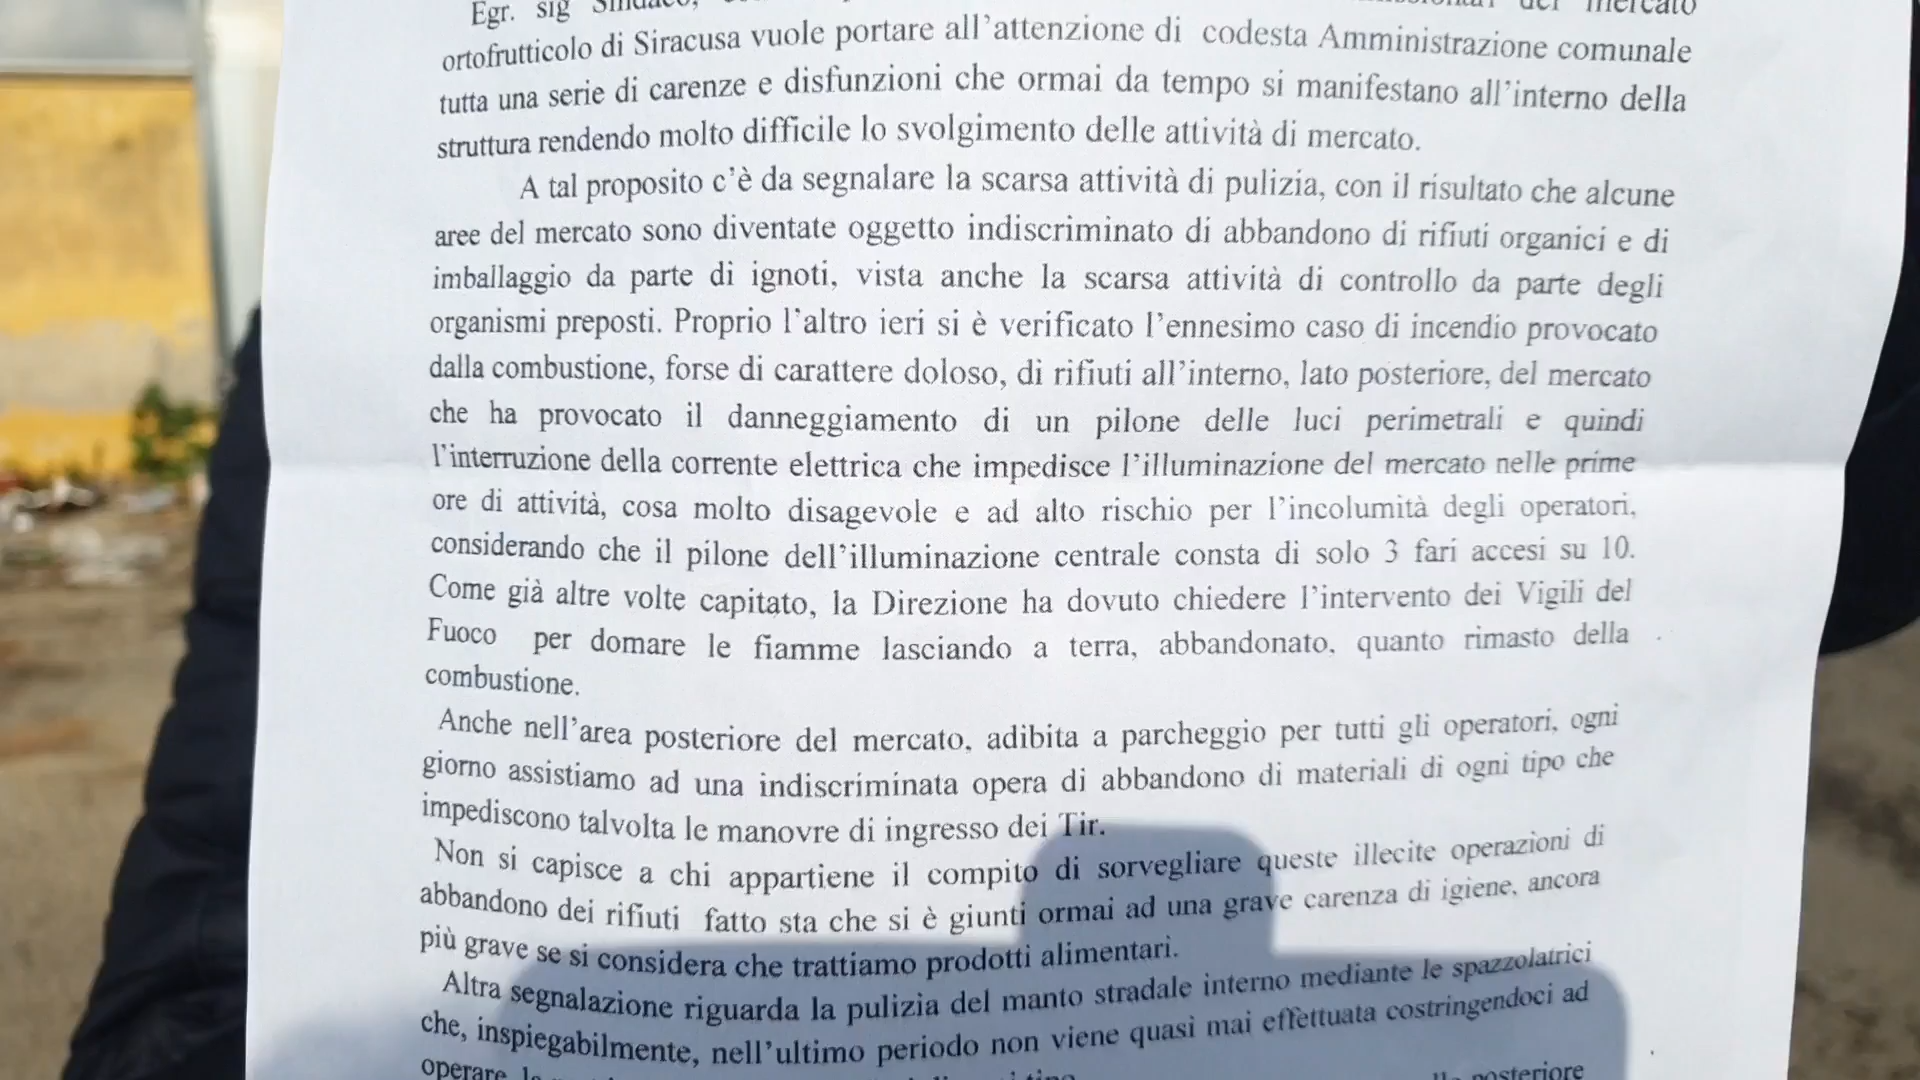 Egr. sig Sindaco, mercato
ortofrutticolo di Siracusa vuole portare all’attenzione di codesta Amministrazione comunale
tutta una serie di carenze e disfunzioni che ormai da tempo si manifestano all’interno della
struttura rendendo molto difficile lo svolgimento delle attività di mercato.
A tal proposito c’è da segnalare la scarsa attività di pulizia, con il risultato che alcune
aree del mercato sono diventate oggetto indiscriminato di abbandono di rifiuti organici e di
imballaggio da parte di ignoti, vista anche la scarsa attività di controllo da parte degli
organismi preposti. Proprio l’altro ieri si è verificato l’ennesimo caso di incendio provocato
dalla combustione, forse di carattere doloso, di rifiuti all’interno, lato posteriore, del mercato
che ha provocato il danneggiamento di un pilone delle luci perimetrali e quindi
l’interruzione della corrente elettrica che impedisce l’illuminazione del mercato nelle prime
ore di attività, cosa molto disagevole e ad alto rischio per l’incolumità degli operatori,
considerando che il pilone dell’illuminazione centrale consta di solo 3 fari accesi su 10.
Come già altre volte capitato, la Direzione ha dovuto chiedere l’intervento dei Vigili del
Fuoco per domare le fiamme lasciando a terra, abbandonato, quanto rimasto della
combustione.
Anche nell’area posteriore del mercato, adibita a parcheggio per tutti gli operatori, ogni
giorno assistiamo ad una indiscriminata opera di abbandono di materiali di ogni tipo che
impediscono talvolta le manovre di ingresso dei Tir.
Non si capisce a chi appartiene il compito di sorvegliare queste illecite operazioni di
abbandono dei rifiuti fatto sta che si è giunti ormai ad una grave carenza di igiene, ancora
più grave se si considera che trattiamo prodotti alimentari.
Altra segnalazione riguarda la pulizia del manto stradale interno mediante le spazzolatrici
che, inspiegabilmente, nell’ultimo periodo non viene quasi mai effettuata costringendoci ad
operare posteriore